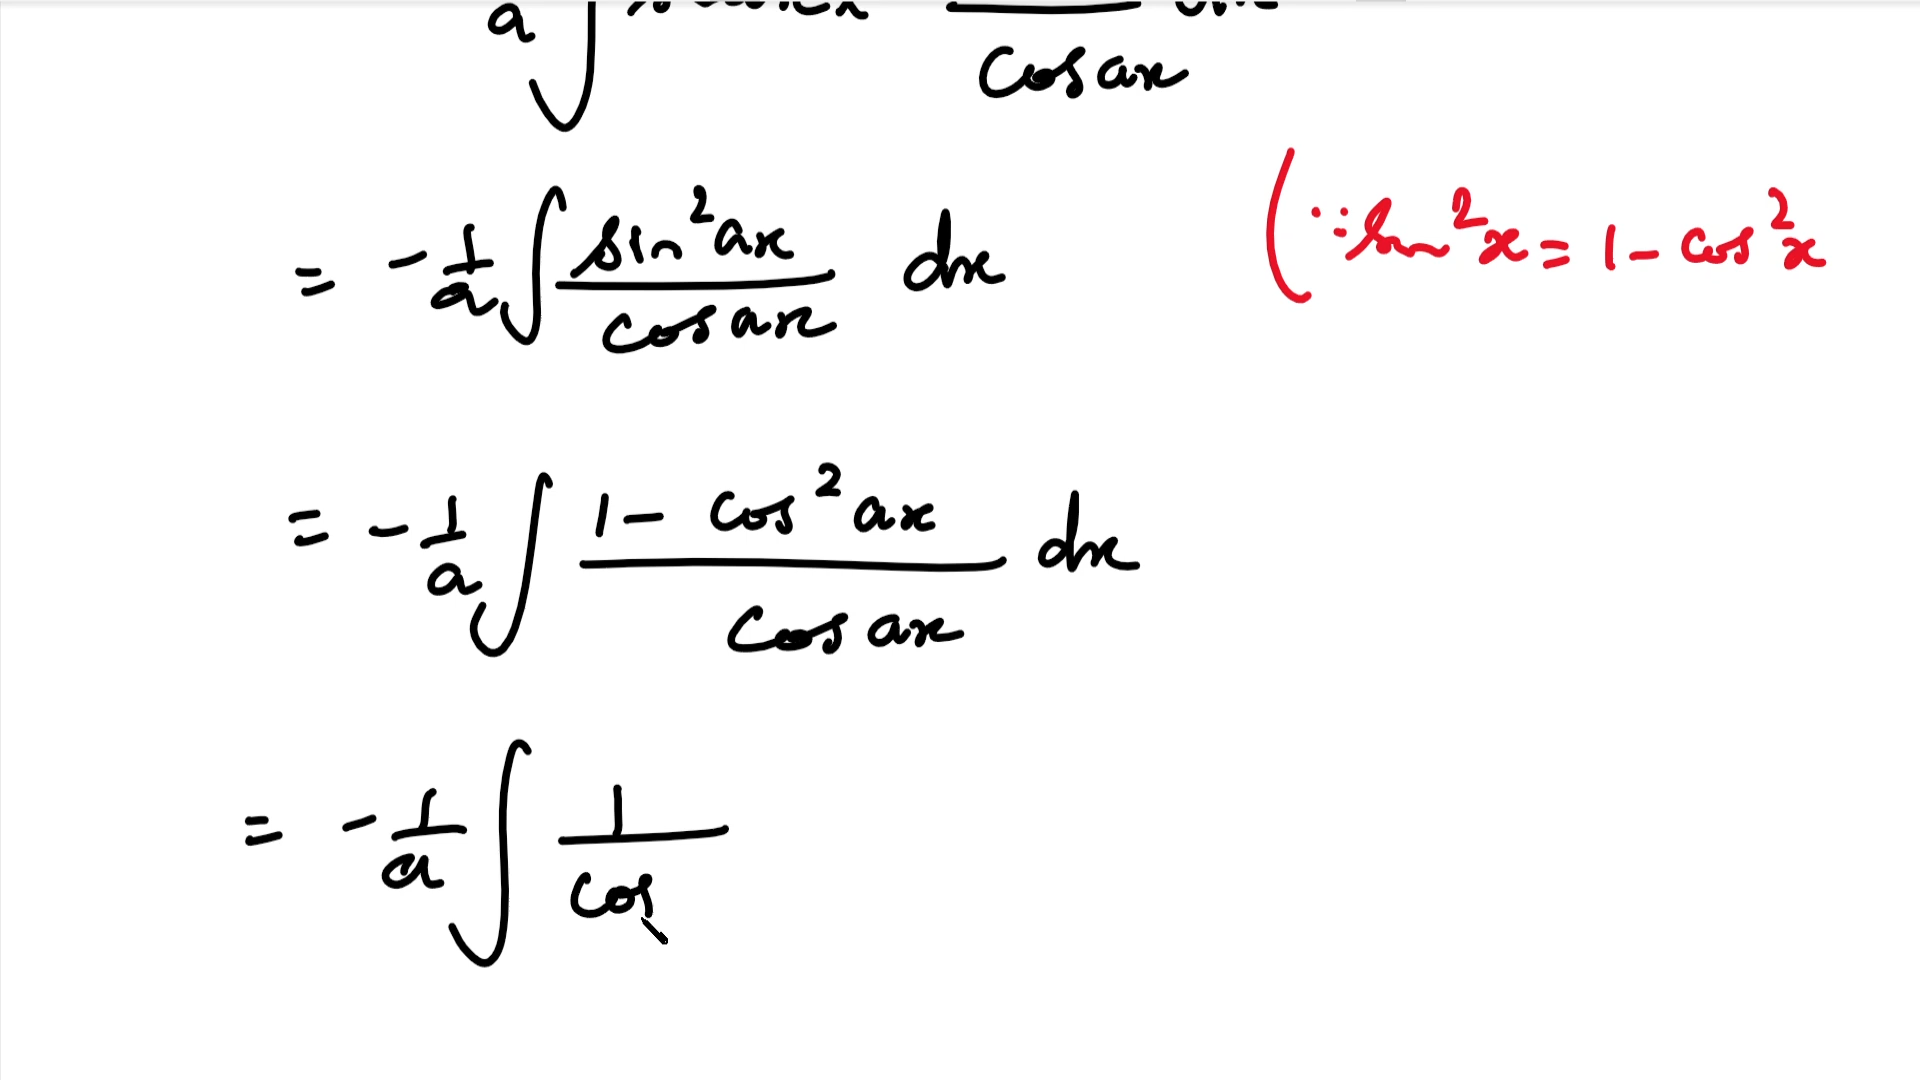 a ∫ cos ax
= - 1/a ∫ sin²ax / cos ax dx (∵ sin²x = 1 - cos²x
= - 1/a ∫ 1 - cos²ax / cos ax dx
= - 1/a ∫ 1 / cos